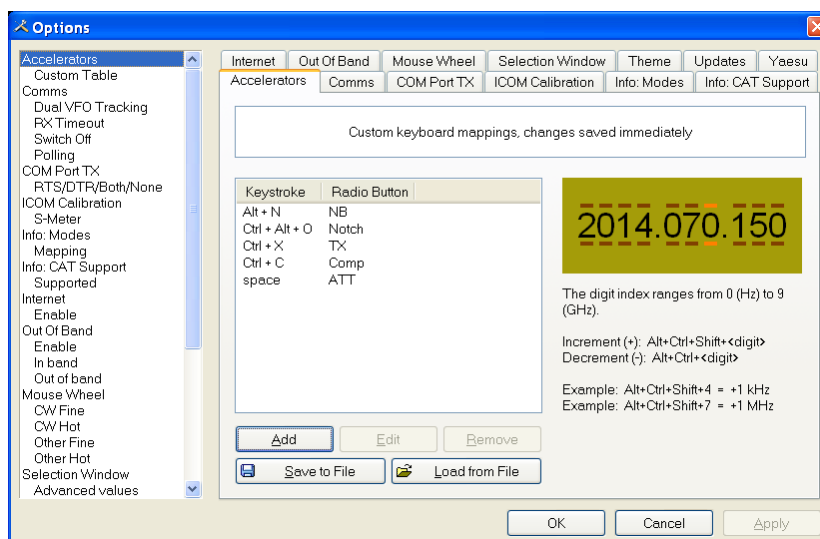 Options
Accelerators
Custom Table
Comms
Dual VFO Tracking
RX Timeout
Switch Off
Polling
COM Port TX
RTS/DTR/Both/None
ICOM Calibration
S-Meter
Info: Modes
Mapping
Info: CAT Support
Supported
Internet
Enable
Out Of Band
Enable
In band
Out of band
Mouse Wheel
CW Fine
CW Hot
Other Fine
Other Hot
Selection Window
Advanced values
Internet Out Of Band Mouse Wheel Selection Window Theme Updates Yaesu
Accelerators Comms COM Port TX ICOM Calibration Info: Modes Info: CAT Support
Custom keyboard mappings, changes saved immediately
Keystroke Radio Button
Alt + N NB
Ctrl + Alt + O Notch
Ctrl + X TX
Ctrl + C Comp
space ATT
Add Edit Remove
Save to File Load from File
2014.070.150
The digit index ranges from 0 (Hz) to 9
(GHz).
Increment (+): Alt+Ctrl+Shift+<digit>
Decrement (-): Alt+Ctrl+<digit>
Example: Alt+Ctrl+Shift+4 = +1 kHz
Example: Alt+Ctrl+Shift+7 = +1 MHz
OK Cancel Apply